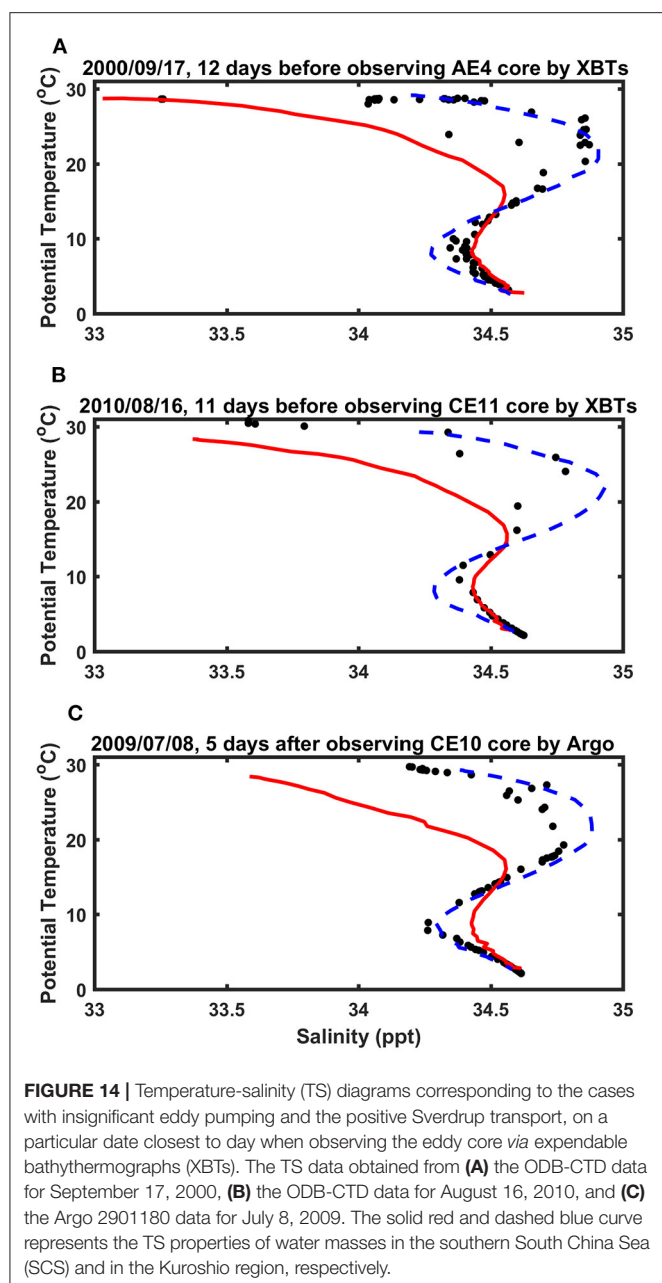 A
2000/09/17, 12 days before observing AE4 core by XBTs
Potential Temperature (°C)
30
20
10
0
33
33.5
34
34.5
35
B
2010/08/16, 11 days before observing CE11 core by XBTs
Potential Temperature (°C)
30
20
10
0
33
33.5
34
34.5
35
C
2009/07/08, 5 days after observing CE10 core by Argo
Potential Temperature (°C)
30
20
10
0
33
33.5
34
34.5
35
Salinity (ppt)
FIGURE 14 | Temperature-salinity (TS) diagrams corresponding to the cases
with insignificant eddy pumping and the positive Sverdrup transport, on a
particular date closest to day when observing the eddy core via expendable
bathythermographs (XBTs). The TS data obtained from (A) the ODB-CTD data
for September 17, 2000, (B) the ODB-CTD data for August 16, 2010, and (C)
the Argo 2901180 data for July 8, 2009. The solid red and dashed blue curve
represents the TS properties of water masses in the southern South China Sea
(SCS) and in the Kuroshio region, respectively.